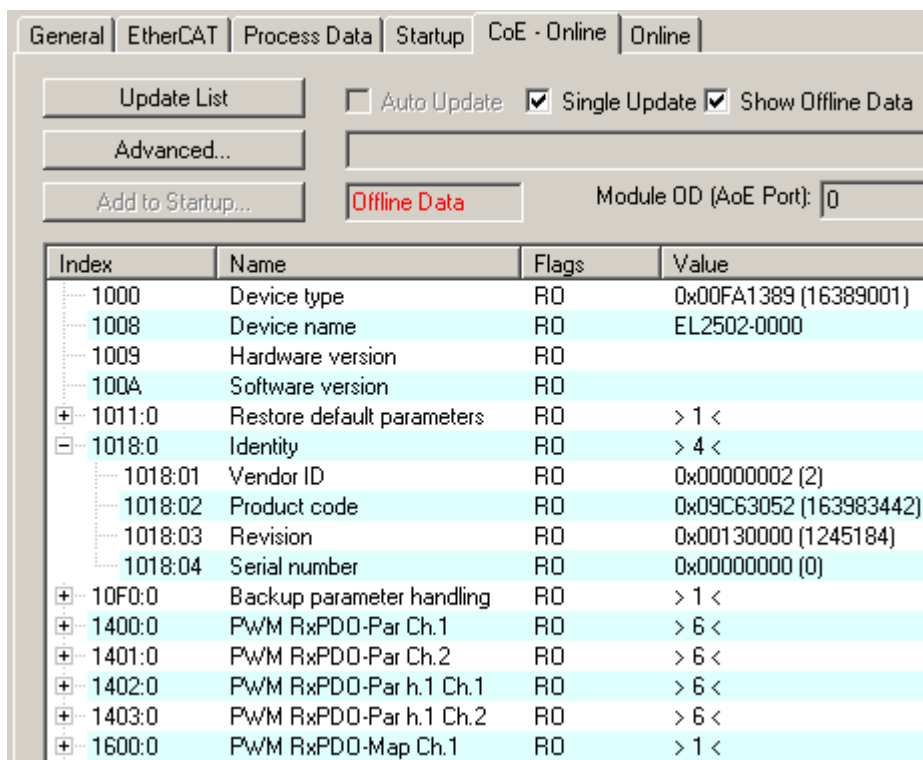 General EtherCAT Process Data Startup CoE - Online Online
Update List Auto Update Single Update Show Offline Data
Advanced...
Add to Startup... Offline Data Module OD (AoE Port): 0
Index Name Flags Value
1000 Device type RO 0x00FA1389 (16389001)
1008 Device name RO EL2502-0000
1009 Hardware version RO
100A Software version RO
1011:0 Restore default parameters RO > 1 <
1018:0 Identity RO > 4 <
1018:01 Vendor ID RO 0x00000002 (2)
1018:02 Product code RO 0x09C63052 (163983442)
1018:03 Revision RO 0x00130000 (1245184)
1018:04 Serial number RO 0x00000000 (0)
10F0:0 Backup parameter handling RO > 1 <
1400:0 PWM RxPDO-Par Ch.1 RO > 6 <
1401:0 PWM RxPDO-Par Ch.2 RO > 6 <
1402:0 PWM RxPDO-Par h.1 Ch.1 RO > 6 <
1403:0 PWM RxPDO-Par h.1 Ch.2 RO > 6 <
1600:0 PWM RxPDO-Map Ch.1 RO > 1 <